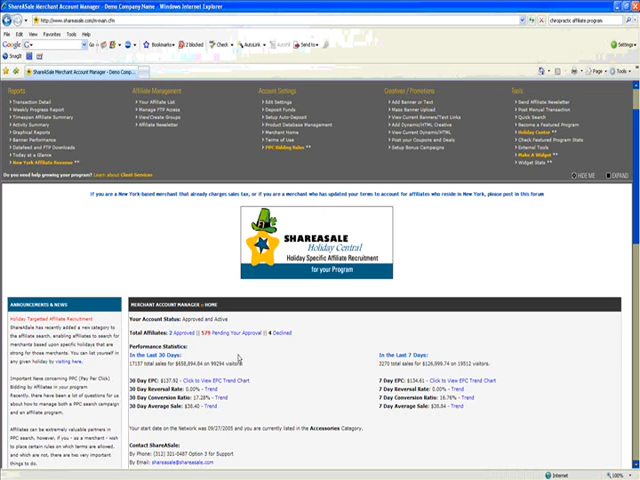 ShareASale Merchant Account Manager - Demo Company Name - Windows Internet Explorer
http://www.shareasale.com/m-main.cfm
chiropractic affiliate program
File Edit View Favorites Tools Help
Google Go Bookmarks 2 blocked Check AutoLink Send to Settings
SnagIt
ShareASale Merchant Account Manager - Demo Comp... Page Tools
Reports
Transaction Detail
Weekly Progress Report
Timespan Affiliate Summary
Activity Summary
Graphical Reports
Banner Performance
Datafeed and FTP Downloads
Today at a Glance
New York Affiliate Revenue **
Affiliate Management
Your Affiliate List
Manage FTP Access
View/Create Groups
Affiliate Newsletter
Account Settings
Edit Settings
Deposit Funds
Setup Auto-Deposit
Product Database Management
Merchant Home
Terms of Use
PPC Bidding Rules **
Creative / Promotions
Add Banner or Text
Mass Banner Upload
View Current Banners/Text Links
Add Dynamic/HTML Creative
View Current Dynamic/HTML
Post your Coupons and Deals
Setup Bonus Campaigns
Tools
Send Affiliate Newsletter
Post Manual Transaction
Quick Search
Become a Featured Program
Holiday Center **
Check Featured Program Stats
External Tools
Make A Widget **
Widget Stats **
Do you need help growing your program? Learn about Client Services
HIDE ME EXPAND
If you are a New York-based merchant that already charges sales tax, or if you are a merchant who has updated your terms to account for affiliates who reside in New York, please post in this forum
SHAREASALE
Holiday Central
Holiday Specific Affiliate Recruitment
for your Program
ANNOUNCEMENTS & NEWS
Holiday Targetted Affiliate Recruitment
ShareASale has recently added a new category to the
affiliate search, enabling affiliates to search for
merchants based upon specific holidays that
are strong for those merchants. You can list yourself in
any given holiday by visiting here.
Important News concerning PPC (Pay Per Click)
Bidding by Affiliates in your program
Recently, there have been a lot of questions for us
about how to manage both a PPC search campaign
and an affiliate program.
Affiliates can be extremely valuable partners in
PPC search, however, if you - as a merchant - wish
to place certain rules on which terms are allowed,
and which are not, there are two very important
things to do.
MERCHANT ACCOUNT MANAGER :: HOME
Your Account Status: Approved and Active
Total Affiliates: 2 Approved || 579 Pending Your Approval || 4 Declined
Performance Statistics:
In the Last 30 Days:
17157 total sales for $658,894.84 on 99294 visitors.
30 Day EPC: $137.92 - Click to View EPC Trend Chart
30 Day Reversal Rate: 0.00% - Trend
30 Day Conversion Ratio: 17.28% - Trend
30 Day Average Sale: $38.40 - Trend
In the Last 7 Days:
3270 total sales for $126,999.74 on 19512 visitors.
7 Day EPC: $134.61 - Click to View EPC Trend Chart
7 Day Reversal Rate: 0.00% - Trend
7 Day Conversion Ratio: 16.76% - Trend
7 Day Average Sale: $38.84 - Trend
Your start date on the Network was 09/27/2005 and you are currently listed in the Accessories Category.
Contact ShareASale:
By Phone: (312) 321-0487 Option 3 for Support
By Email: shareasale@shareasale.com
Internet 100%